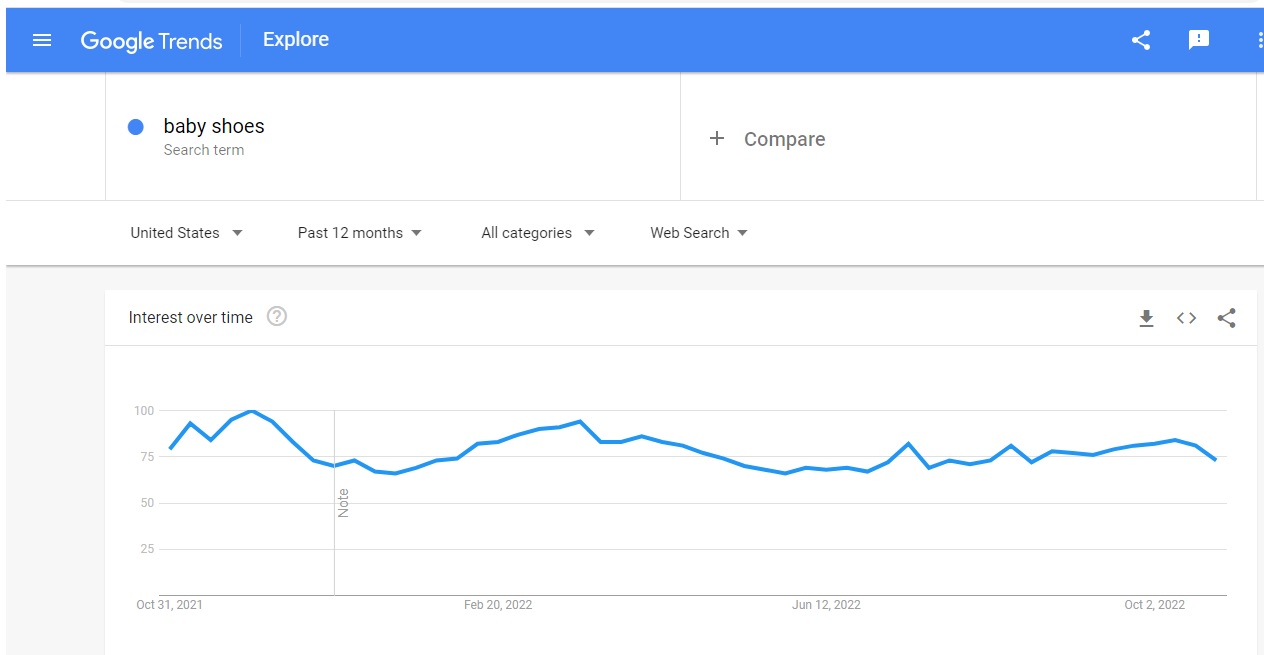 Google Trends
Explore
baby shoes
Search term
+ Compare
United States
Past 12 months
All categories
Web Search
Interest over time
?
100
75
50
25
Note
Oct 31, 2021
Feb 20, 2022
Jun 12, 2022
Oct 2, 2022